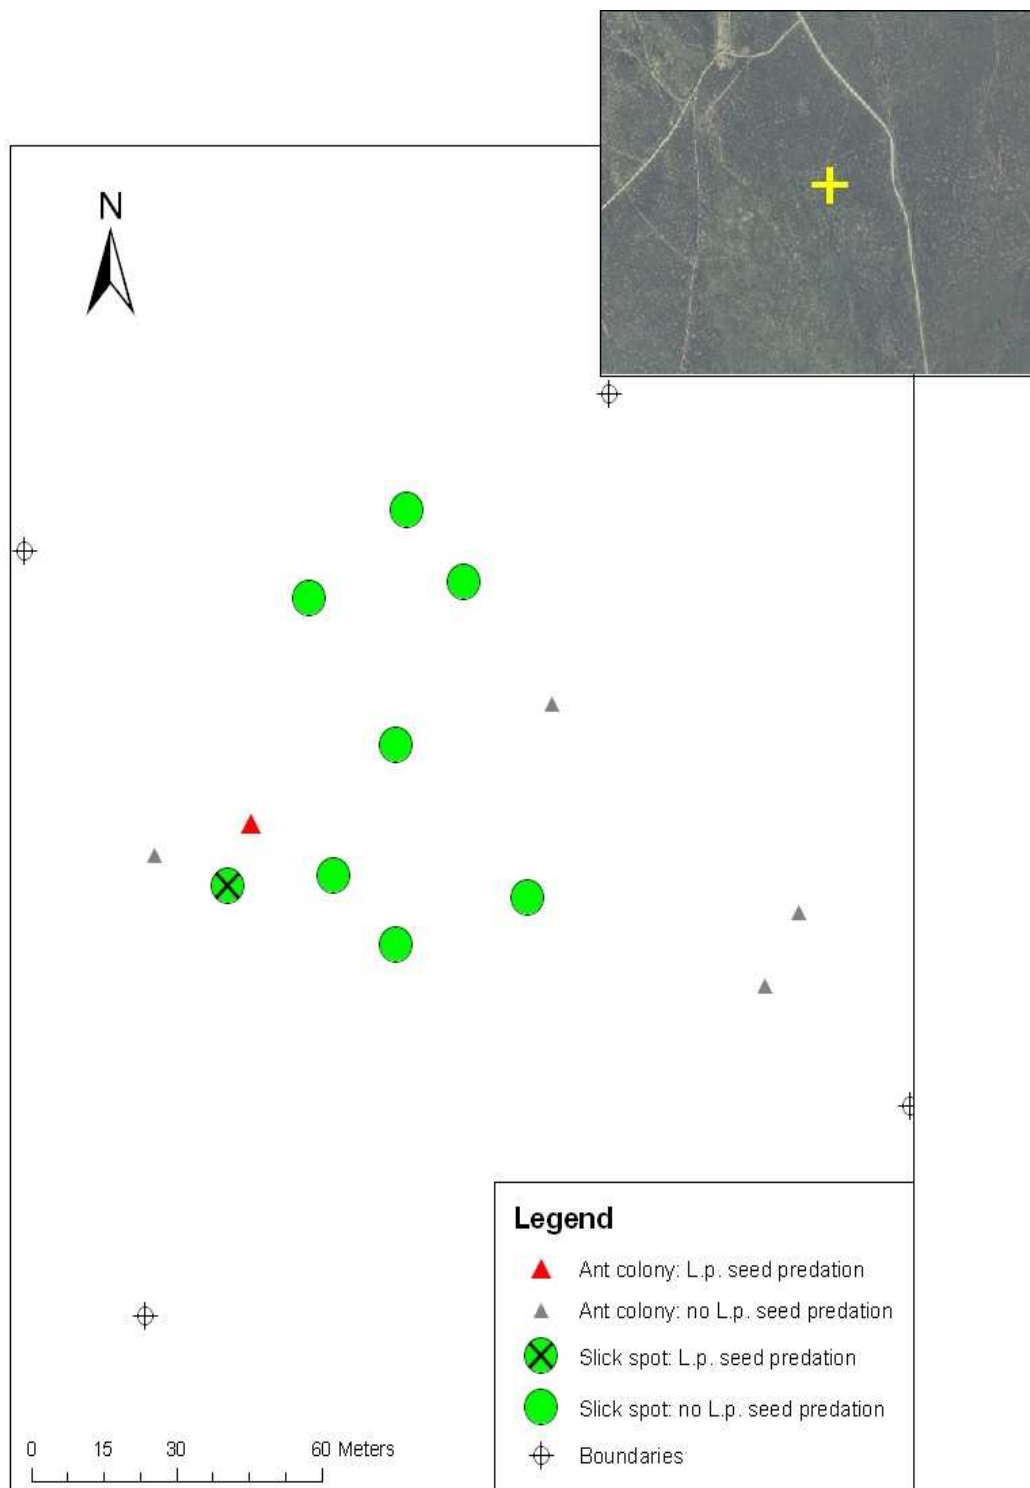 N
Legend
Ant colony: L.p. seed predation
Ant colony: no L.p. seed predation
Slick spot: L.p. seed predation
Slick spot: no L.p. seed predation
Boundaries
0 15 30 60 Meters